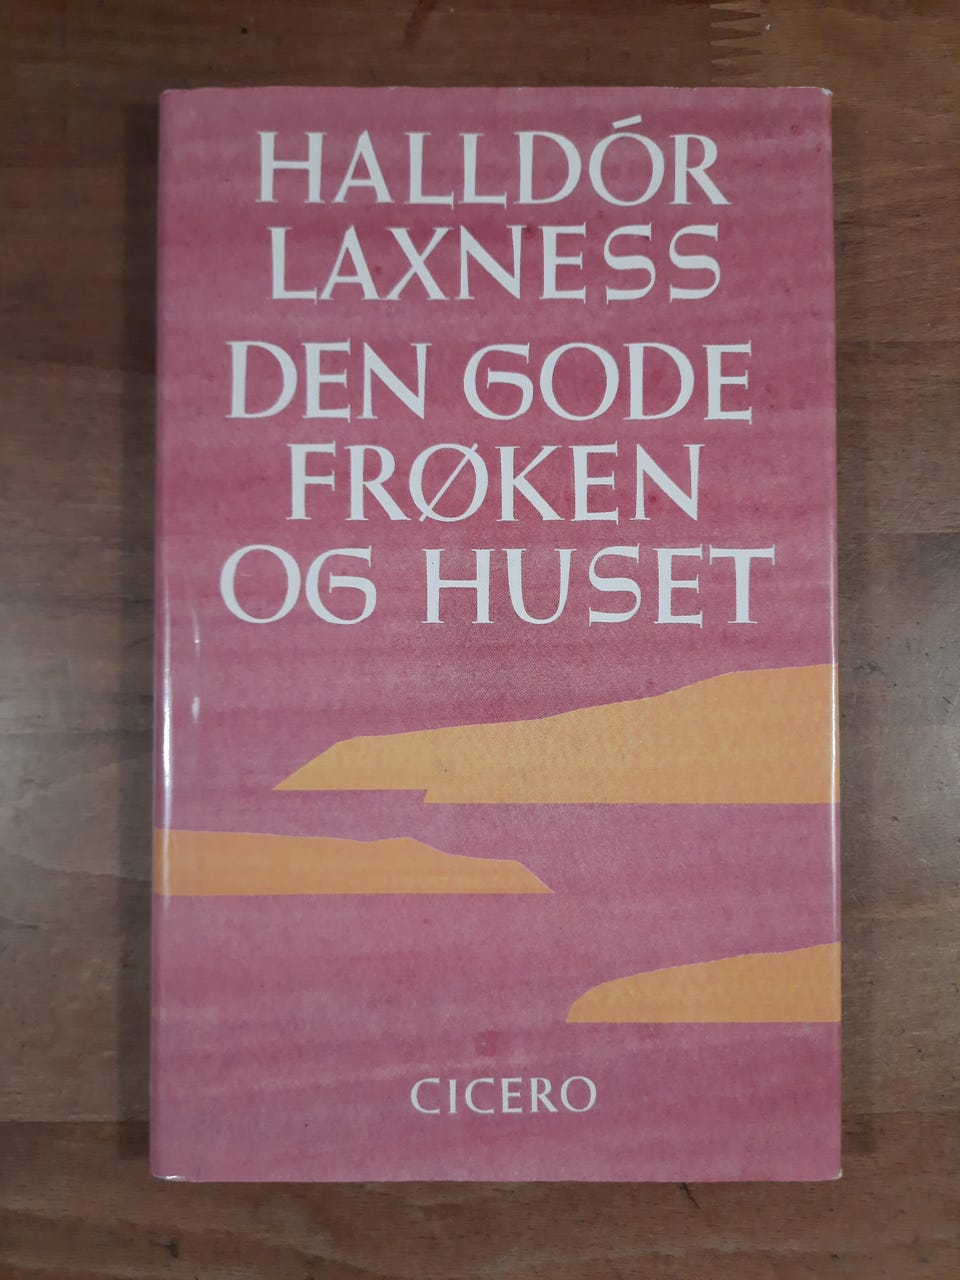 HALLDÓR
LAXNESS
DEN GODE
FRØKEN
OG HUSET
CICERO